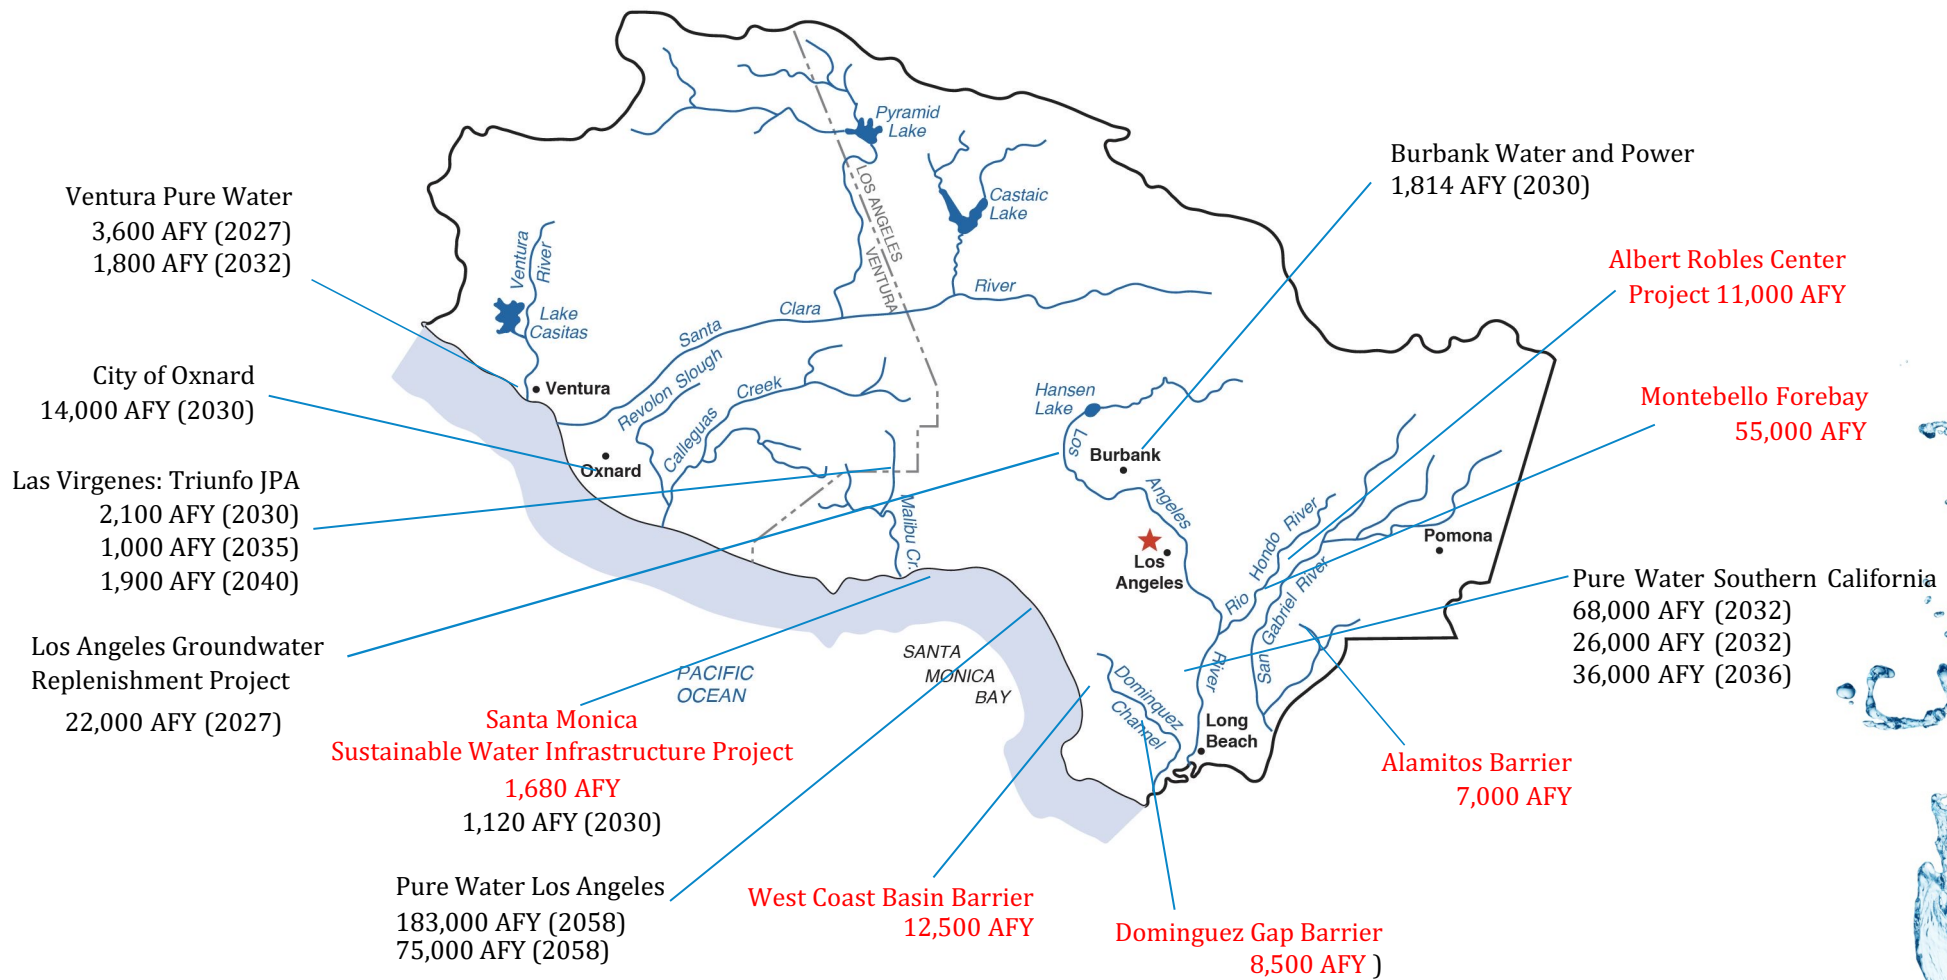 Ventura Pure Water
3,600 AFY (2027)
1,800 AFY (2032)
City of Oxnard
14,000 AFY (2030)
Las Virgenes: Triunfo JPA
2,100 AFY (2030)
1,000 AFY (2035)
1,900 AFY (2040)
Los Angeles Groundwater
Replenishment Project
22,000 AFY (2027)
Santa Monica
Sustainable Water Infrastructure Project
1,680 AFY
1,120 AFY (2030)
Pure Water Los Angeles
183,000 AFY (2058)
75,000 AFY (2058)
West Coast Basin Barrier
12,500 AFY
Dominguez Gap Barrier
8,500 AFY )
Alamitos Barrier
7,000 AFY
Pure Water Southern California
68,000 AFY (2032)
26,000 AFY (2032)
36,000 AFY (2036)
Montebello Forebay
55,000 AFY
Albert Robles Center
Project 11,000 AFY
Burbank Water and Power
1,814 AFY (2030)
Pyramid
Lake
Castaic
Lake
LOS ANGELES
VENTURA
Ventura
River
Lake
Casitas
Santa
Clara
River
Revolon Slough
Calleguas
Creek
Ventura
Oxnard
Malibu Cr.
Hansen
Lake
Los
Angeles
River
Burbank
Los
Angeles
Rio
Hondo
River
San
Gabriel
River
Pomona
Dominquez
Channel
Long
Beach
SANTA
MONICA
BAY
PACIFIC
OCEAN